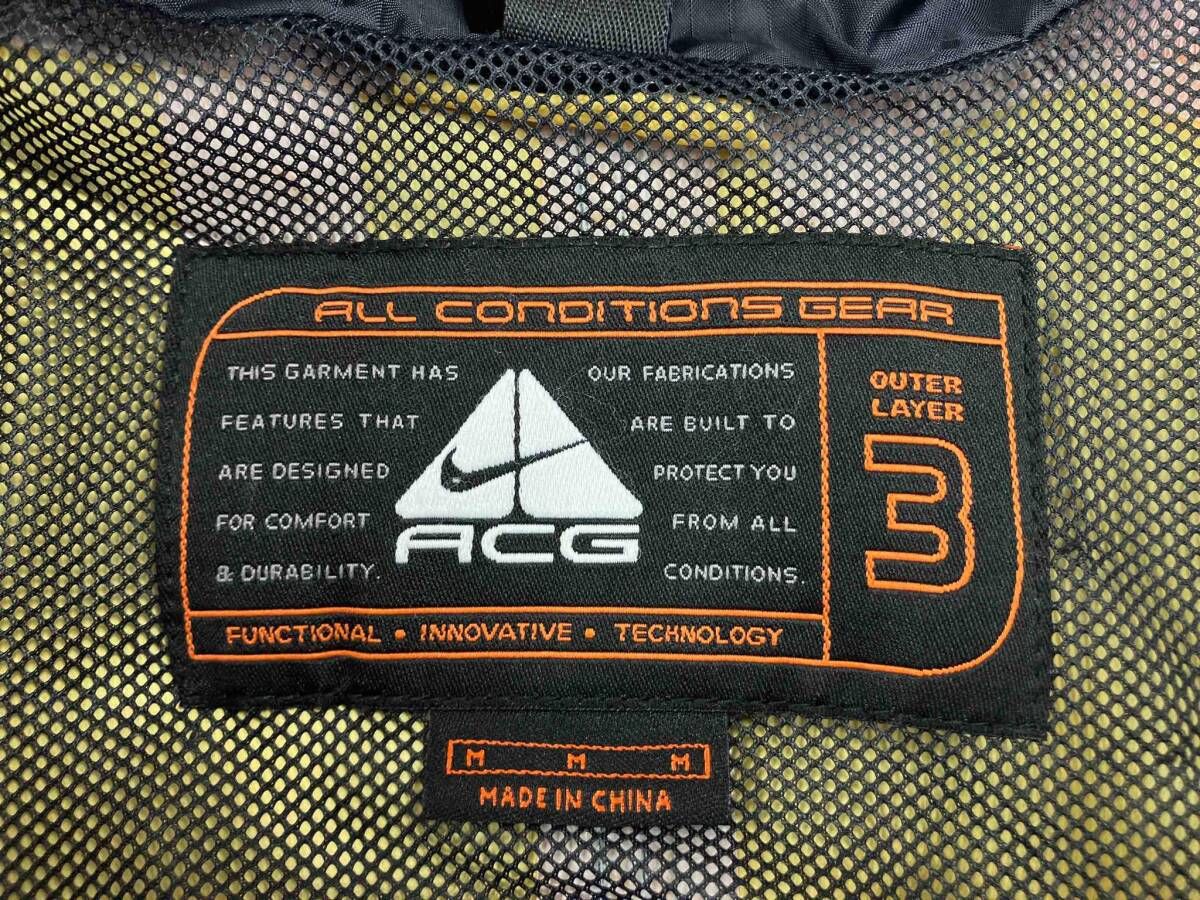 ALL CONDITIONS GEAR
THIS GARMENT HAS
FEATURES THAT
ARE DESIGNED
FOR COMFORT
& DURABILITY.
ACG
OUR FABRICATIONS
ARE BUILT TO
PROTECT YOU
FROM ALL
CONDITIONS.
OUTER
LAYER
3
FUNCTIONAL • INNOVATIVE • TECHNOLOGY
M M M
MADE IN CHINA